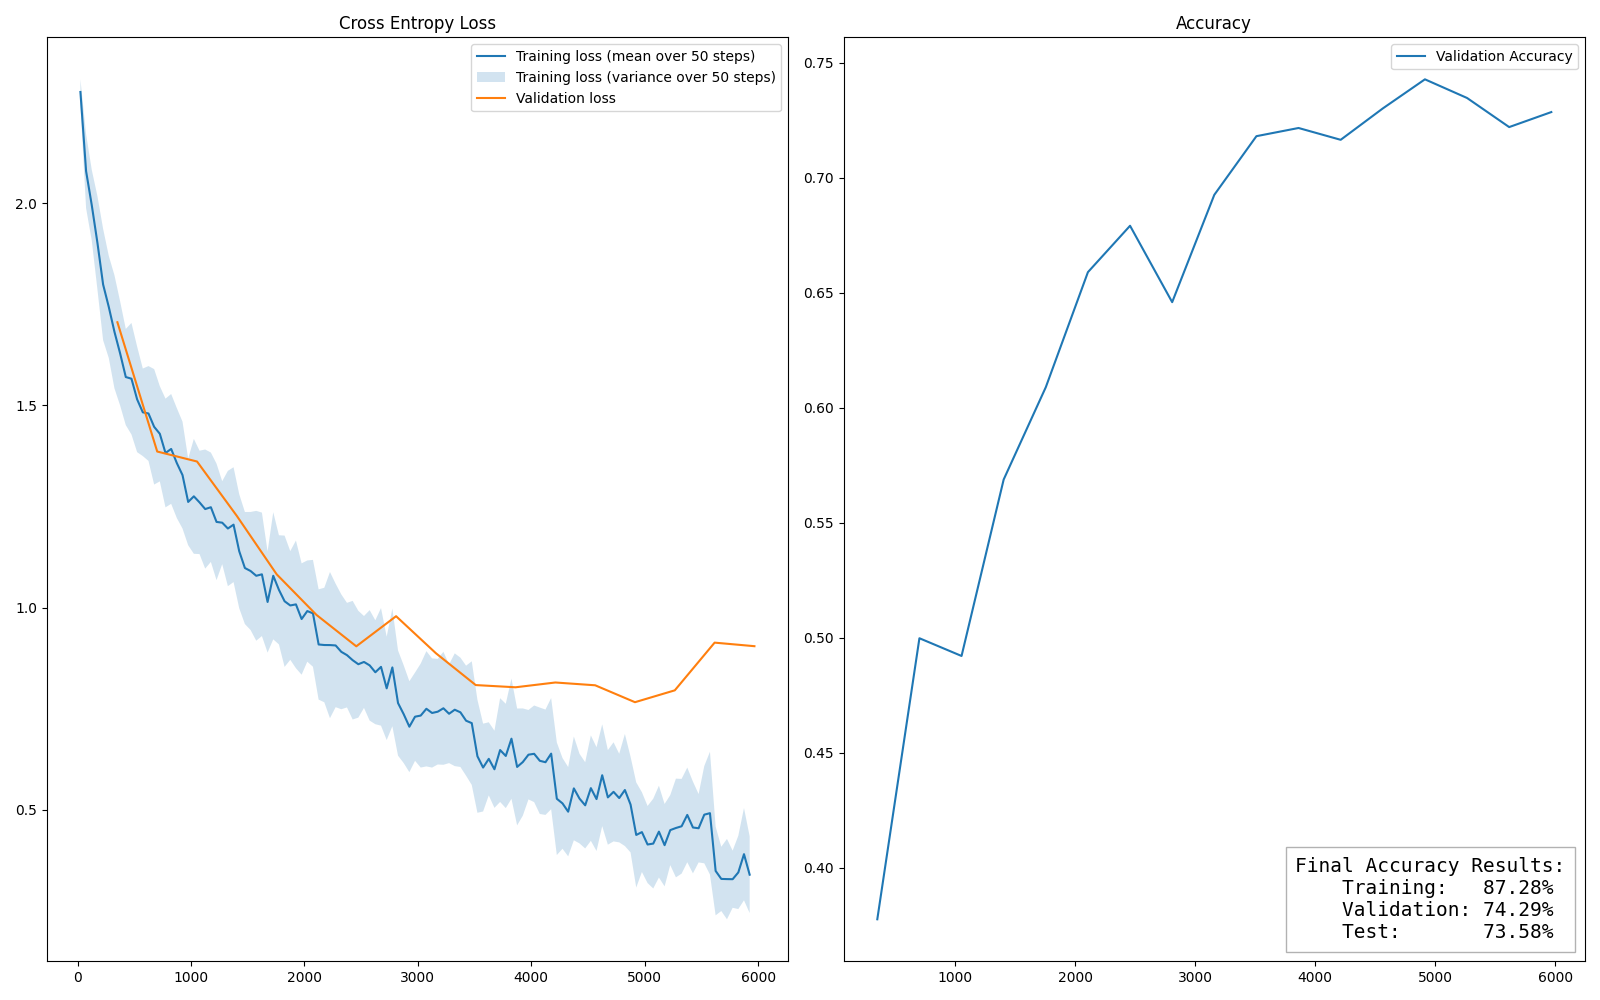 Cross Entropy Loss
Training loss (mean over 50 steps)
Training loss (variance over 50 steps)
Validation loss
2.0
1.5
1.0
0.5
0 1000 2000 3000 4000 5000 6000
Accuracy
Validation Accuracy
0.75
0.70
0.65
0.60
0.55
0.50
0.45
0.40
Final Accuracy Results:
Training: 87.28%
Validation: 74.29%
Test: 73.58%
1000 2000 3000 4000 5000 6000